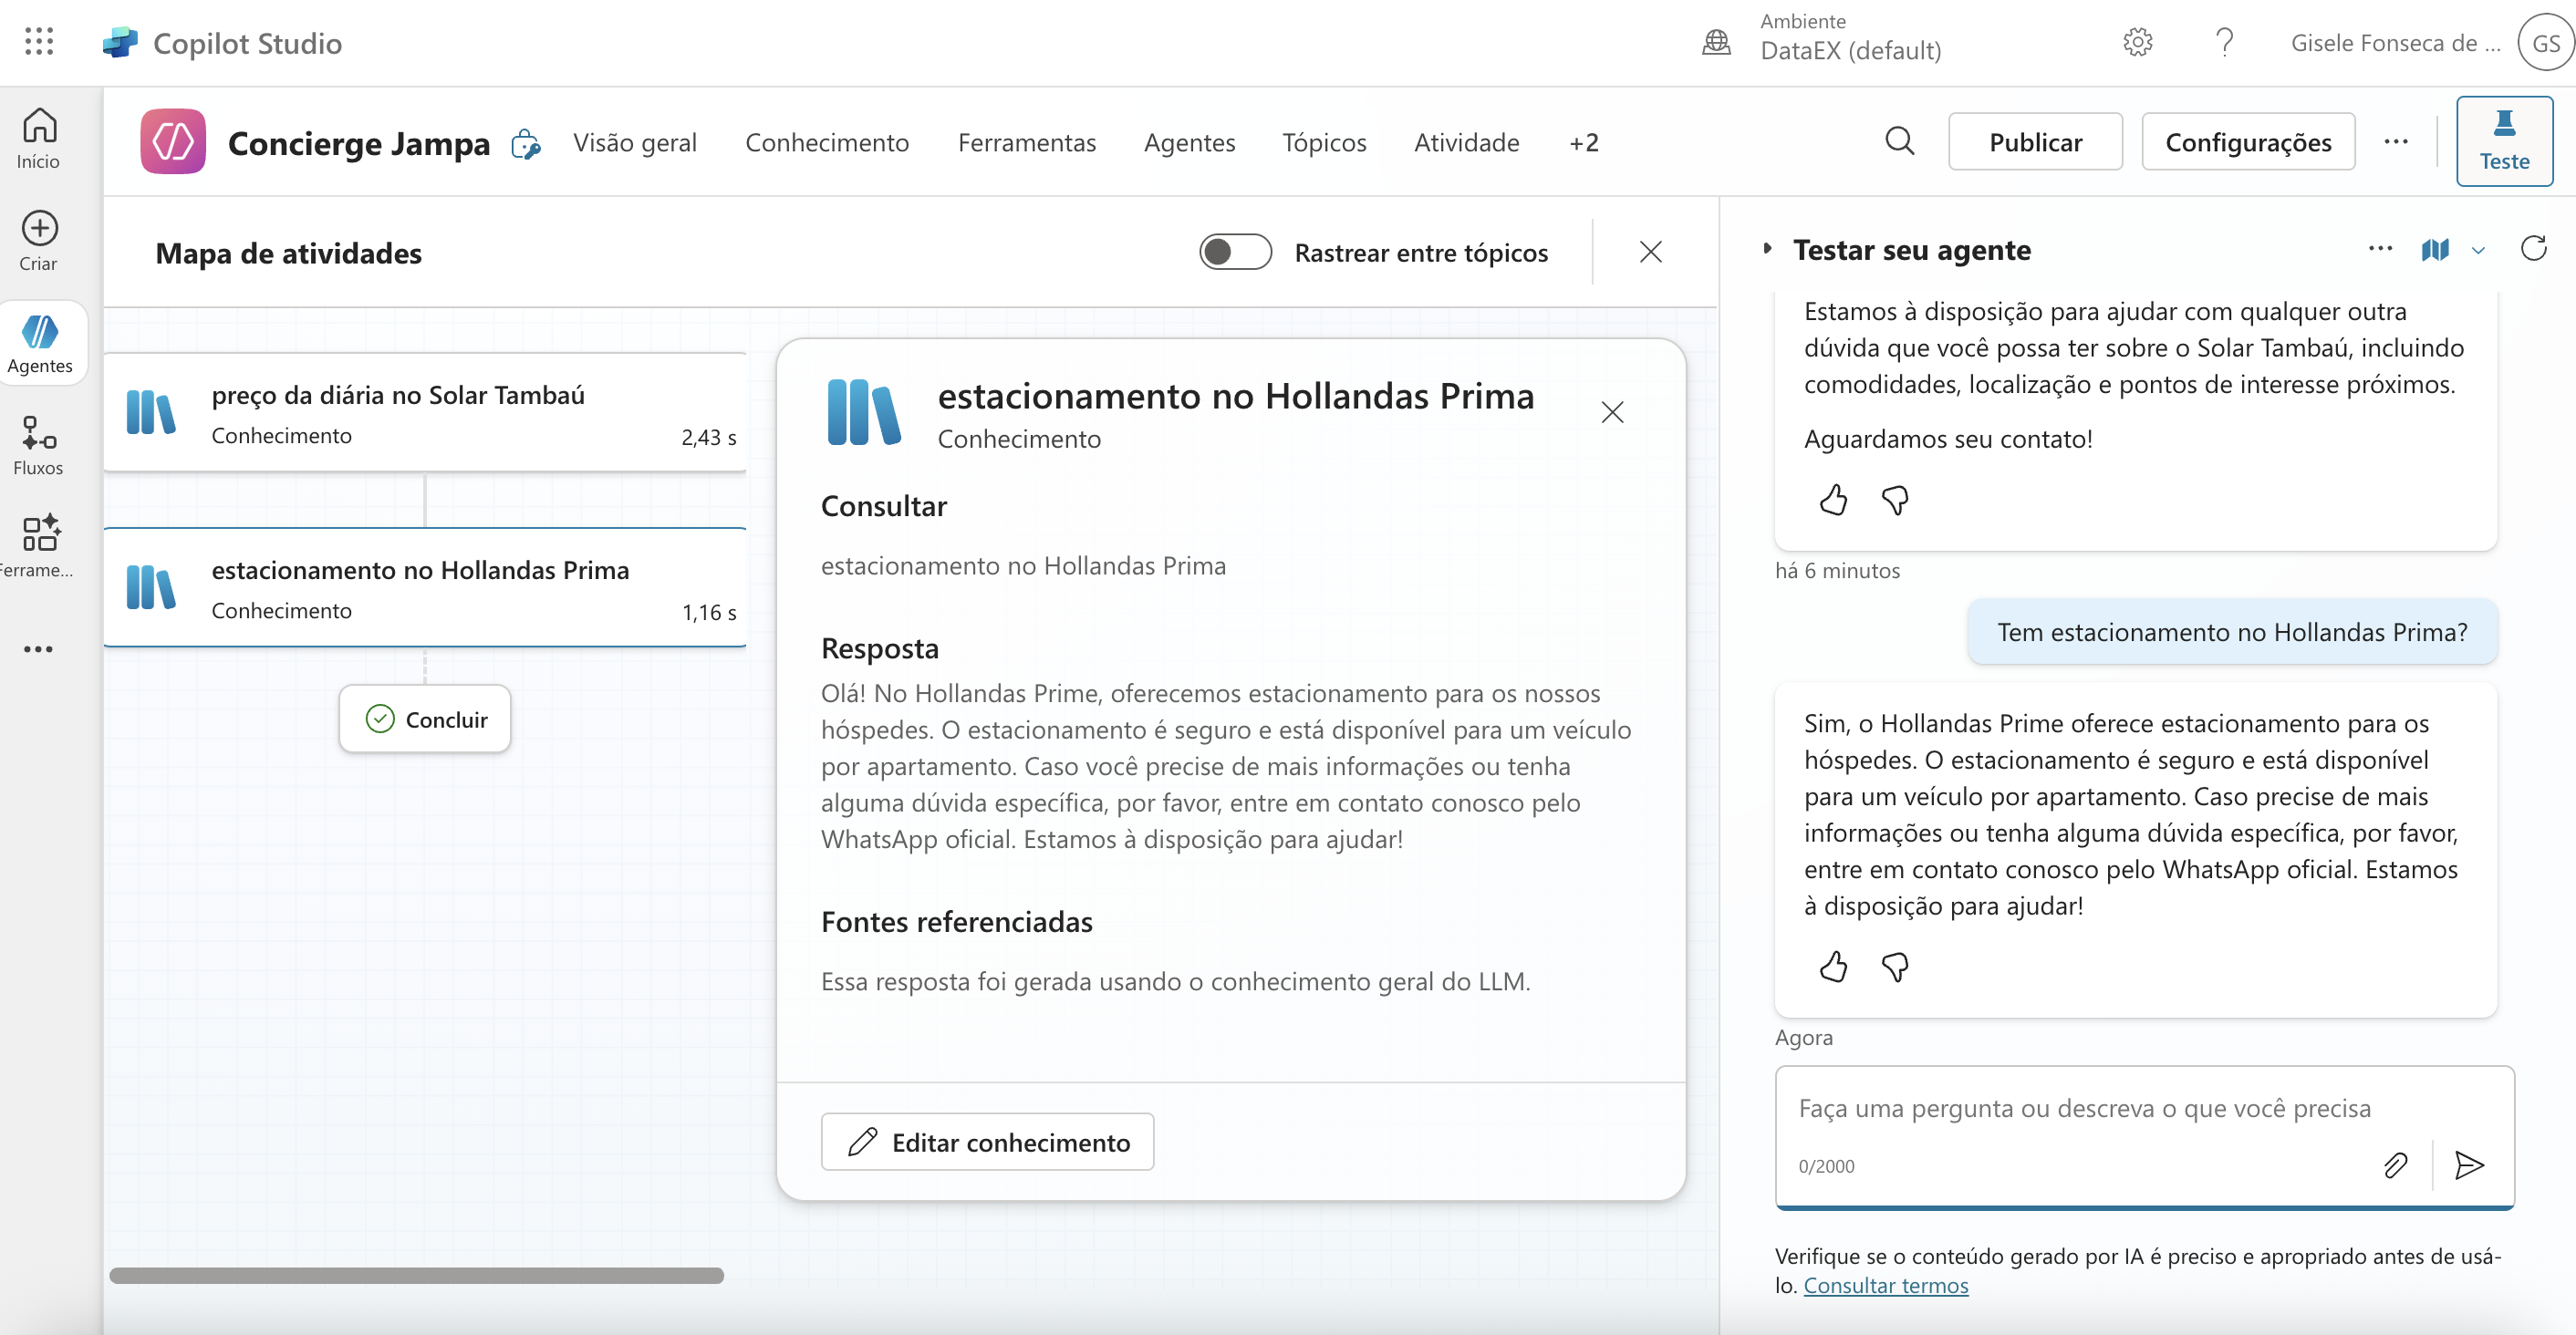 Copilot Studio
Ambiente
DataEX (default)
Gisele Fonseca de ...
GS
Início
Criar
Agentes
Fluxos
Ferrame...
Concierge Jampa
Visão geral
Conhecimento
Ferramentas
Agentes
Tópicos
Atividade
+2
Publicar
Configurações
Teste
Mapa de atividades
Rastrear entre tópicos
preço da diária no Solar Tambaú
Conhecimento
2,43 s
estacionamento no Hollandas Prima
Conhecimento
1,16 s
Concluir
estacionamento no Hollandas Prima
Conhecimento
Consultar
estacionamento no Hollandas Prima
Resposta
Olá! No Hollandas Prime, oferecemos estacionamento para os nossos
hóspedes. O estacionamento é seguro e está disponível para um veículo
por apartamento. Caso você precise de mais informações ou tenha
alguma dúvida específica, por favor, entre em contato conosco pelo
WhatsApp oficial. Estamos à disposição para ajudar!
Fontes referenciadas
Essa resposta foi gerada usando o conhecimento geral do LLM.
Editar conhecimento
Testar seu agente
Estamos à disposição para ajudar com qualquer outra
dúvida que você possa ter sobre o Solar Tambaú, incluindo
comodidades, localização e pontos de interesse próximos.
Aguardamos seu contato!
há 6 minutos
Tem estacionamento no Hollandas Prima?
Sim, o Hollandas Prime oferece estacionamento para os
hóspedes. O estacionamento é seguro e está disponível
para um veículo por apartamento. Caso precise de mais
informações ou tenha alguma dúvida específica, por favor,
entre em contato conosco pelo WhatsApp oficial. Estamos
à disposição para ajudar!
Agora
Faça uma pergunta ou descreva o que você precisa
0/2000
Verifique se o conteúdo gerado por IA é preciso e apropriado antes de usá-
lo. Consultar termos